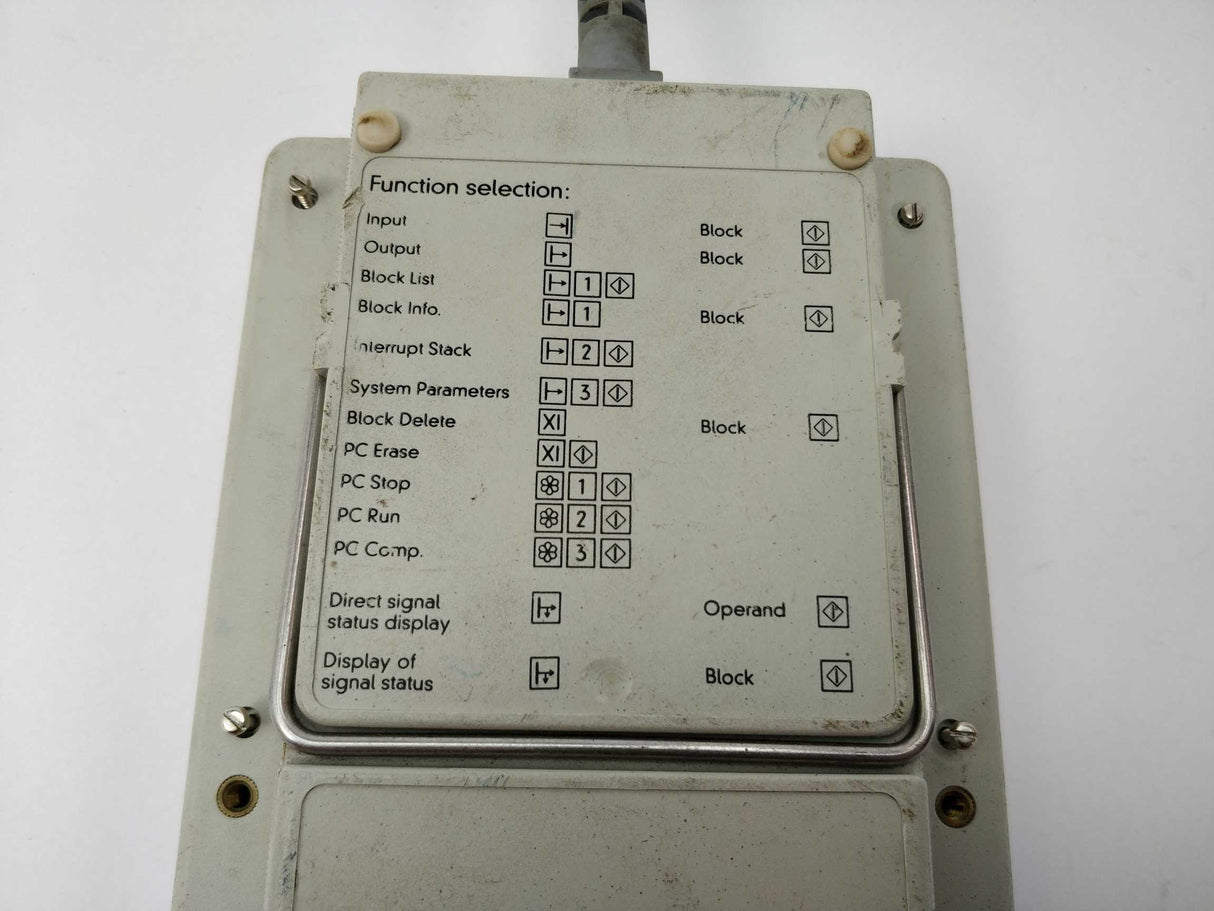 Function selection:
Input Block
Output Block
Block List 1
Block Info. 1 Block
Interrupt Stack 2
System Parameters 3
Block Delete XI Block
PC Erase XI
PC Stop 1
PC Run 2
PC Comp. 3
Direct signal
status display Operand
Display of
signal status Block